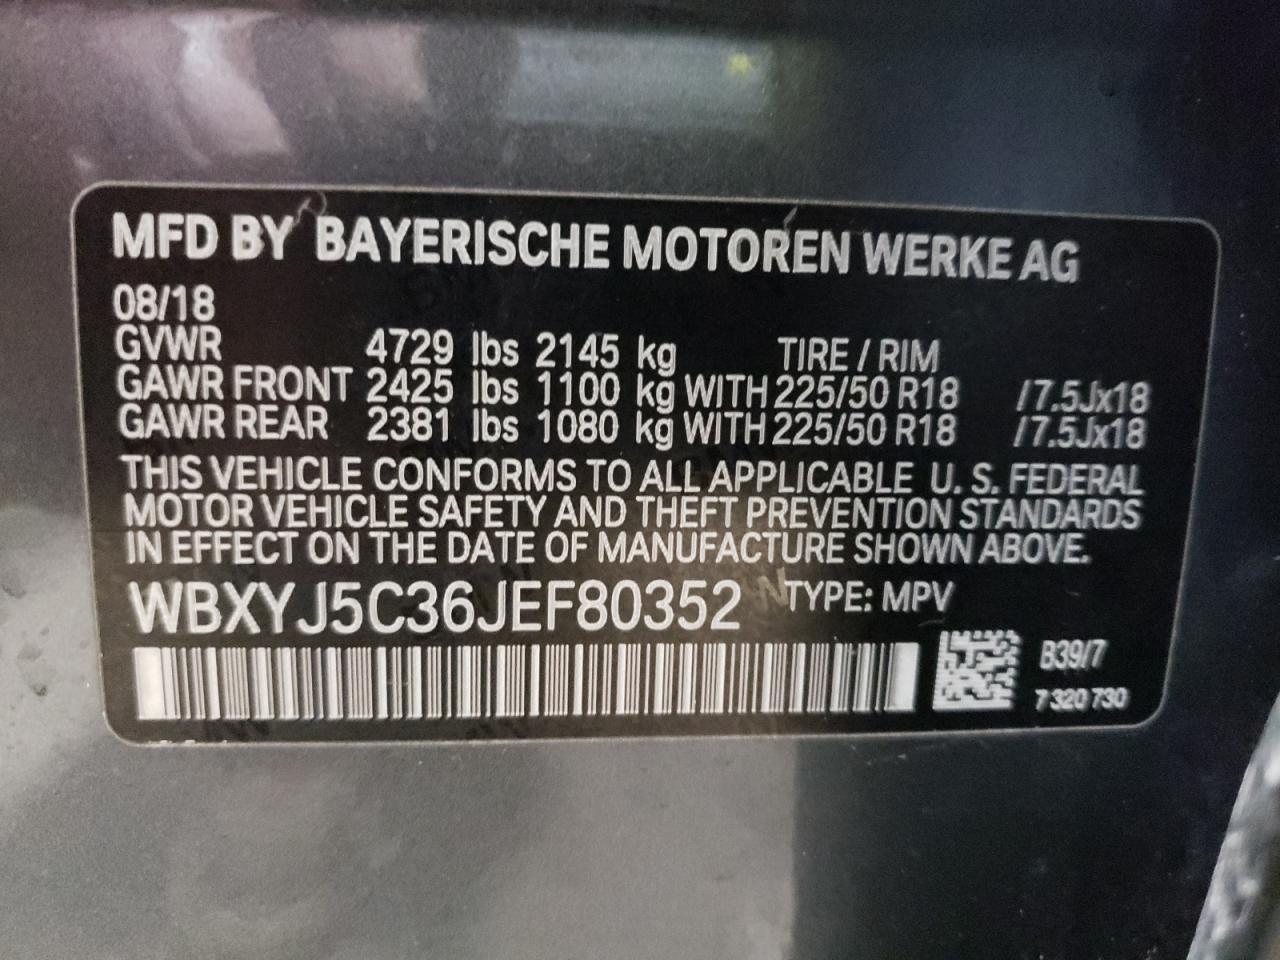 MFD BY BAYERISCHE MOTOREN WERKE AG
08/18
GVWR 4729 lbs 2145 kg TIRE / RIM
GAWR FRONT 2425 lbs 1100 kg WITH 225/50 R18 /7.5Jx18
GAWR REAR 2381 lbs 1080 kg WITH 225/50 R18 /7.5Jx18
THIS VEHICLE CONFORMS TO ALL APPLICABLE U. S. FEDERAL
MOTOR VEHICLE SAFETY AND THEFT PREVENTION STANDARDS
IN EFFECT ON THE DATE OF MANUFACTURE SHOWN ABOVE.
WBXYJ5C36JEF80352 TYPE: MPV
B39/7
7 320 730